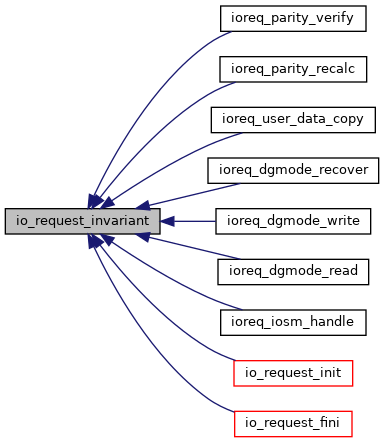 ioreq_parity_verify
ioreq_parity_recalc
ioreq_user_data_copy
ioreq_dgmode_recover
io_request_invariant
ioreq_dgmode_write
ioreq_dgmode_read
ioreq_iosm_handle
io_request_init
io_request_fini